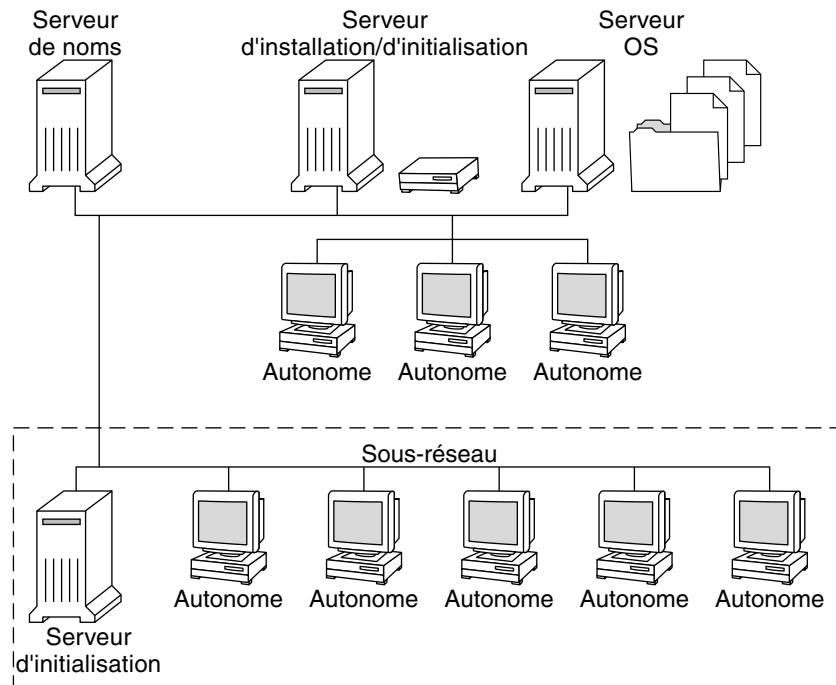 Serveur
de noms
Serveur
d'installation/d'initialisation
Serveur
OS
Autonome
Autonome
Autonome
Sous-réseau
Autonome
Autonome
Autonome
Autonome
Autonome
Serveur
d'initialisation